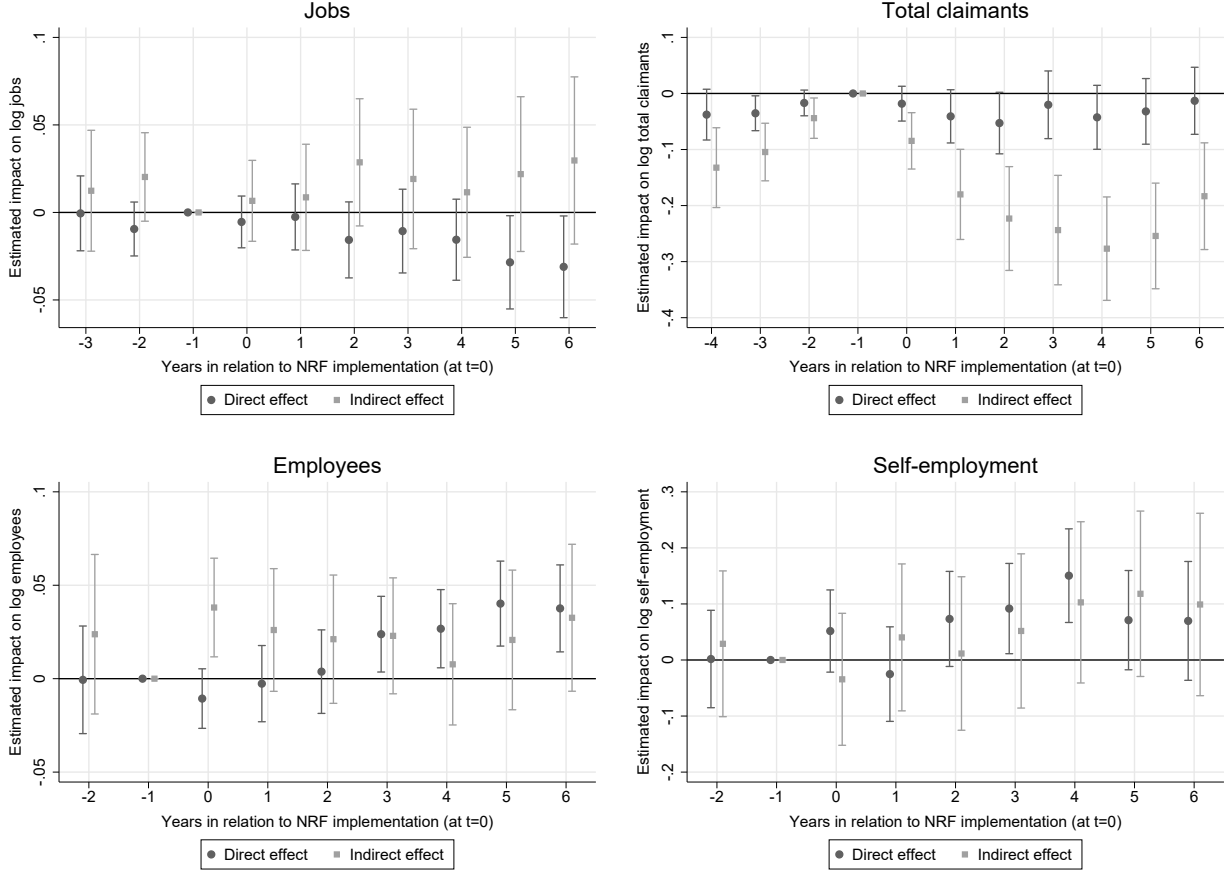 Jobs
Estimated impact on log jobs
.1
.05
0
-.05
-3 -2 -1 0 1 2 3 4 5 6
Years in relation to NRF implementation (at t=0)
Direct effect Indirect effect
Total claimants
Estimated impact on log total claimants
.1
0
-.1
-.2
-.3
-.4
-4 -3 -2 -1 0 1 2 3 4 5 6
Years in relation to NRF implementation (at t=0)
Direct effect Indirect effect
Employees
Estimated impact on log employees
.1
.05
0
-.05
-2 -1 0 1 2 3 4 5 6
Years in relation to NRF implementation (at t=0)
Direct effect Indirect effect
Self-employment
Estimated impact on log self-employment
.3
.2
.1
0
-.1
-.2
-2 -1 0 1 2 3 4 5 6
Years in relation to NRF implementation (at t=0)
Direct effect Indirect effect